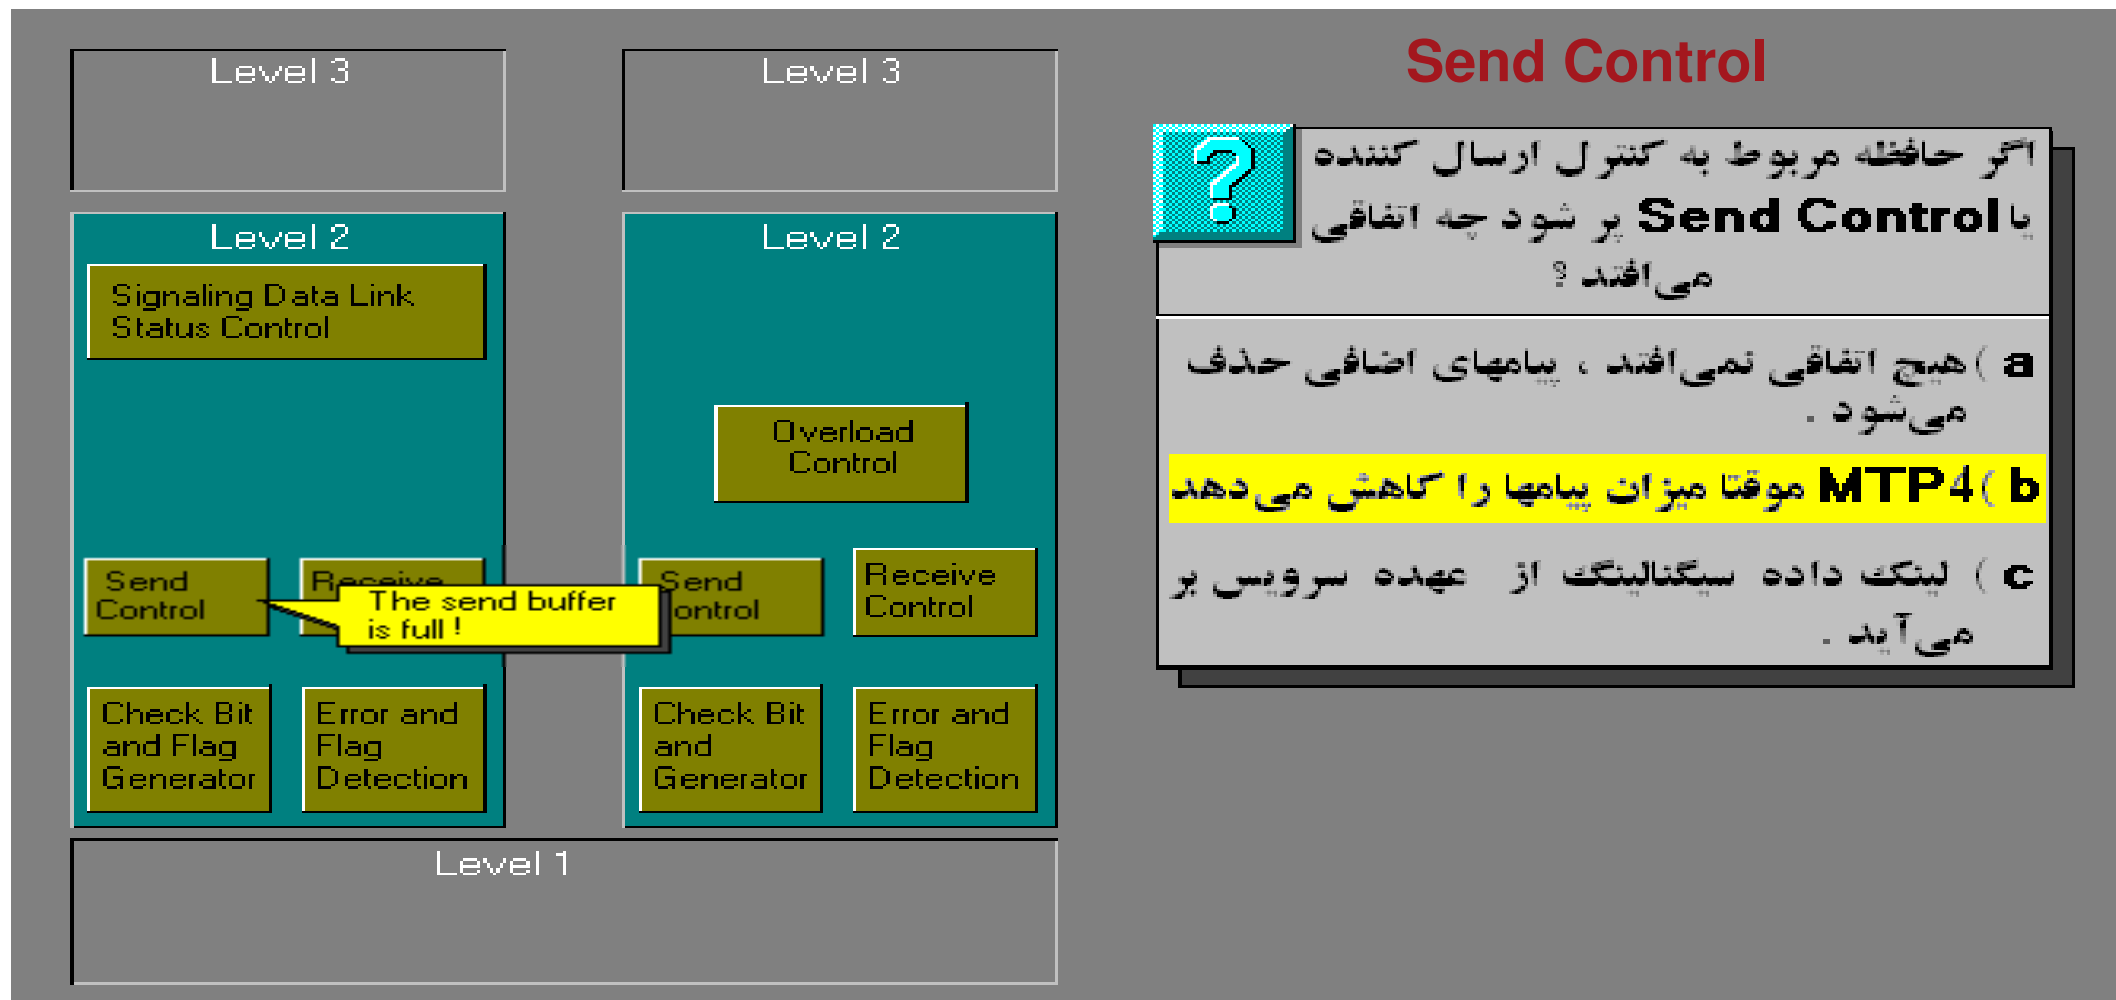 Send Control
Level 3
Level 3
Level 2
Signaling Data Link
Status Control
Send
Control
Receive
The send buffer
is full !
Check Bit
and Flag
Generator
Error and
Flag
Detection
Level 2
Overload
Control
Send
ontrol
Receive
Control
Check Bit
and
Generator
Error and
Flag
Detection
Level 1
?
اگر حافظه مربوط به کنترل ارسال کننده
یا Send Control پر شود چه اتفاقی
می‌افتد ؟
a ) هیچ اتفاقی نمی‌افتد ، پیامهای اضافی حذف
می‌شود .
b ) MTP4 موقتا میزان پیامها را کاهش می‌دهد
c ) لینک داده سیگنالینگ از عهده سرویس بر
می‌آید .